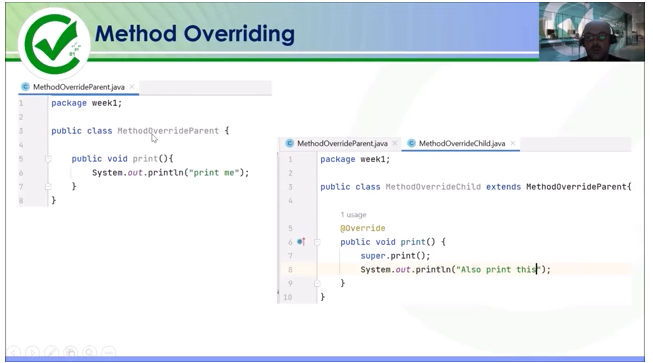 Method Overriding
MethodOverrideParent.java
1 package week1;
2
3 public class MethodOverrideParent {
4
5 public void print(){
6 System.out.println("print me");
7 }
8 }
MethodOverrideParent.java MethodOverrideChild.java
1 package week1;
2
3 public class MethodOverrideChild extends MethodOverrideParent{
4
1 usage
5 @Override
6 public void print() {
7 super.print();
8 System.out.println("Also print this");
9 }
10 }